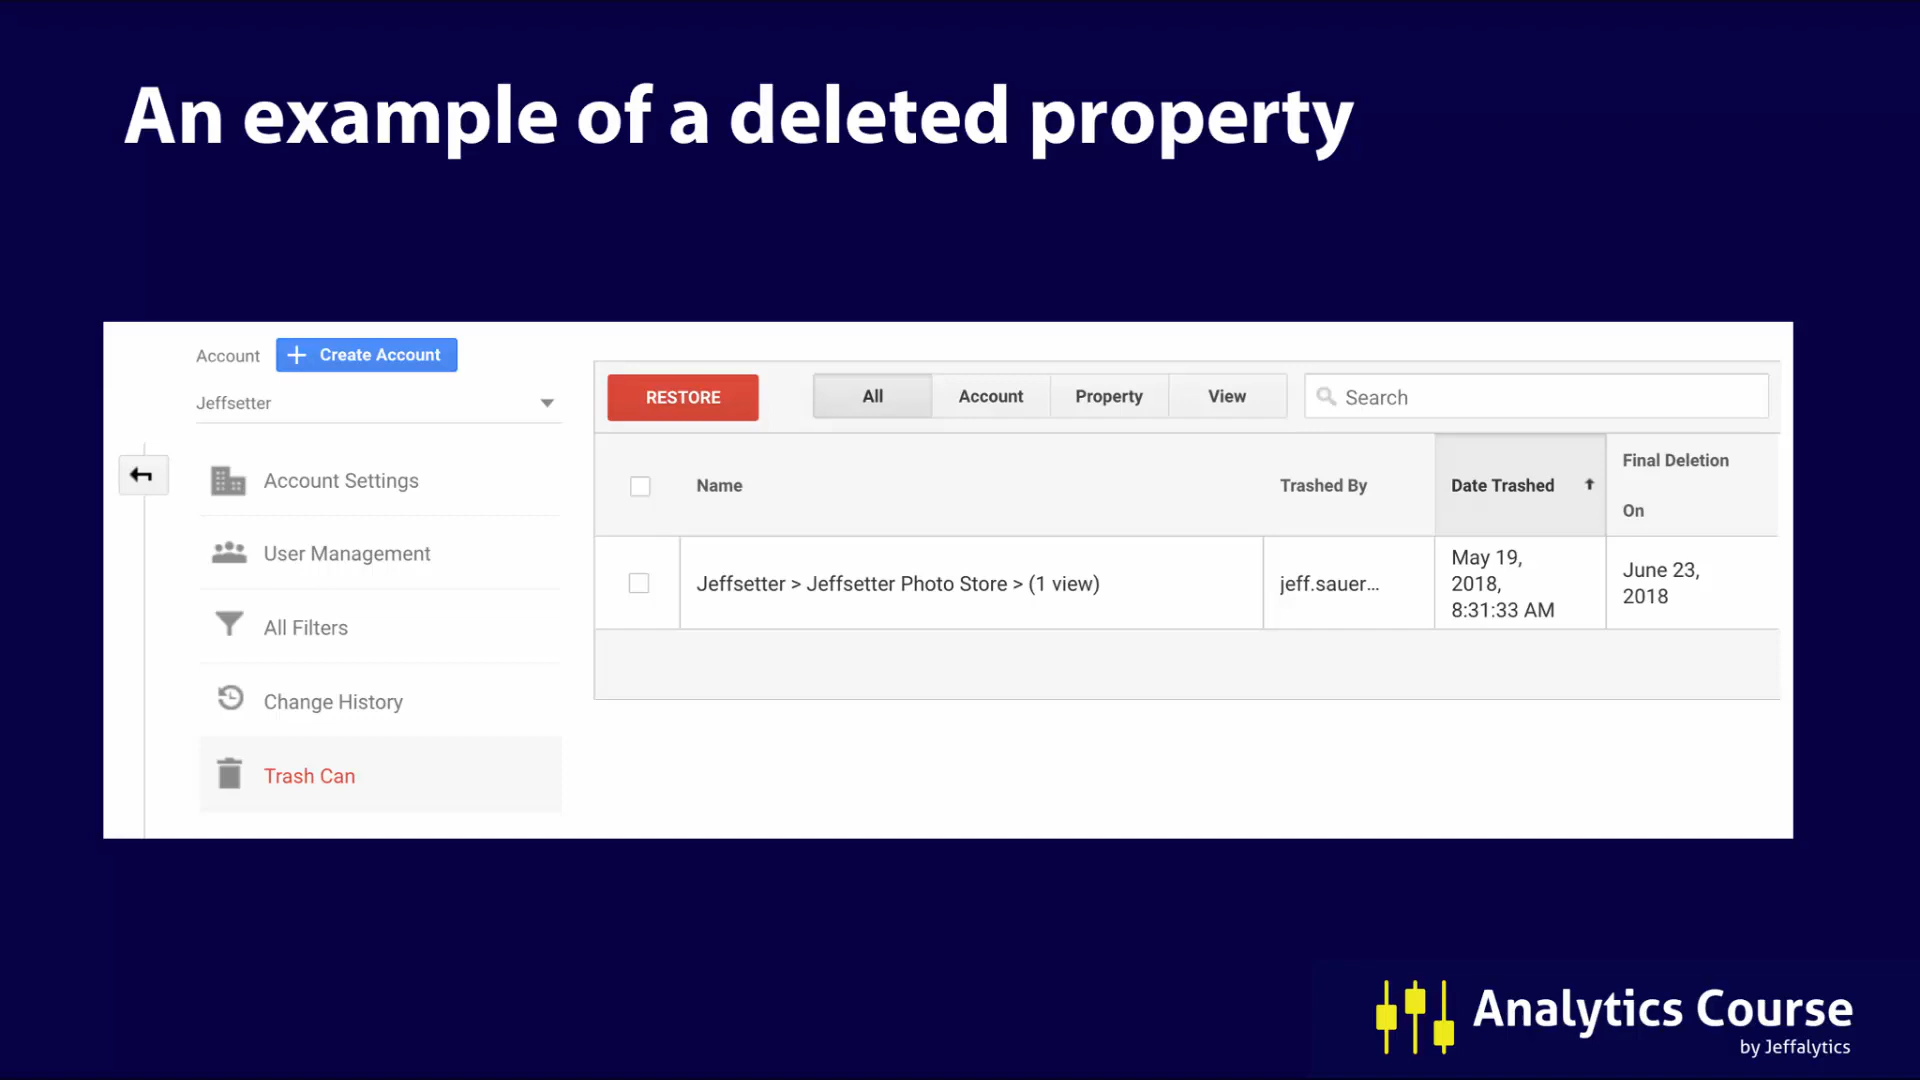 An example of a deleted property
Account
Create Account
Jeffsetter
Account Settings
User Management
All Filters
Change History
Trash Can
RESTORE
All
Account
Property
View
Search
Name
Trashed By
Date Trashed
Final Deletion
On
Jeffsetter > Jeffsetter Photo Store > (1 view)
jeff.sauer...
May 19,
2018,
8:31:33 AM
June 23,
2018
Analytics Course
by Jeffalytics